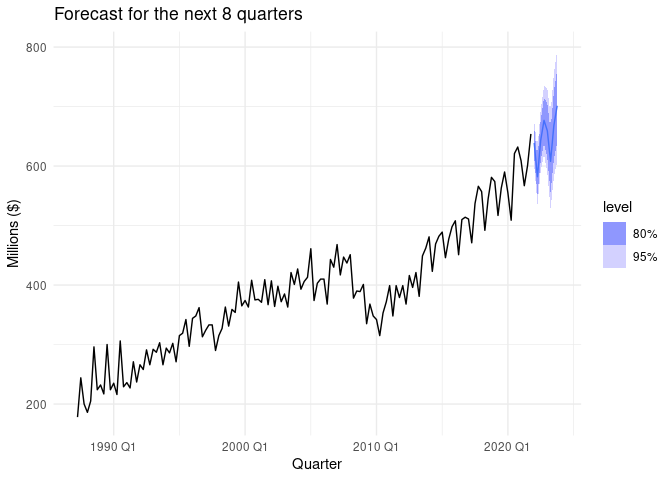 Forecast for the next 8 quarters
800
600
400
200
Millions ($)
1990 Q1
2000 Q1
2010 Q1
2020 Q1
Quarter
level
80%
95%